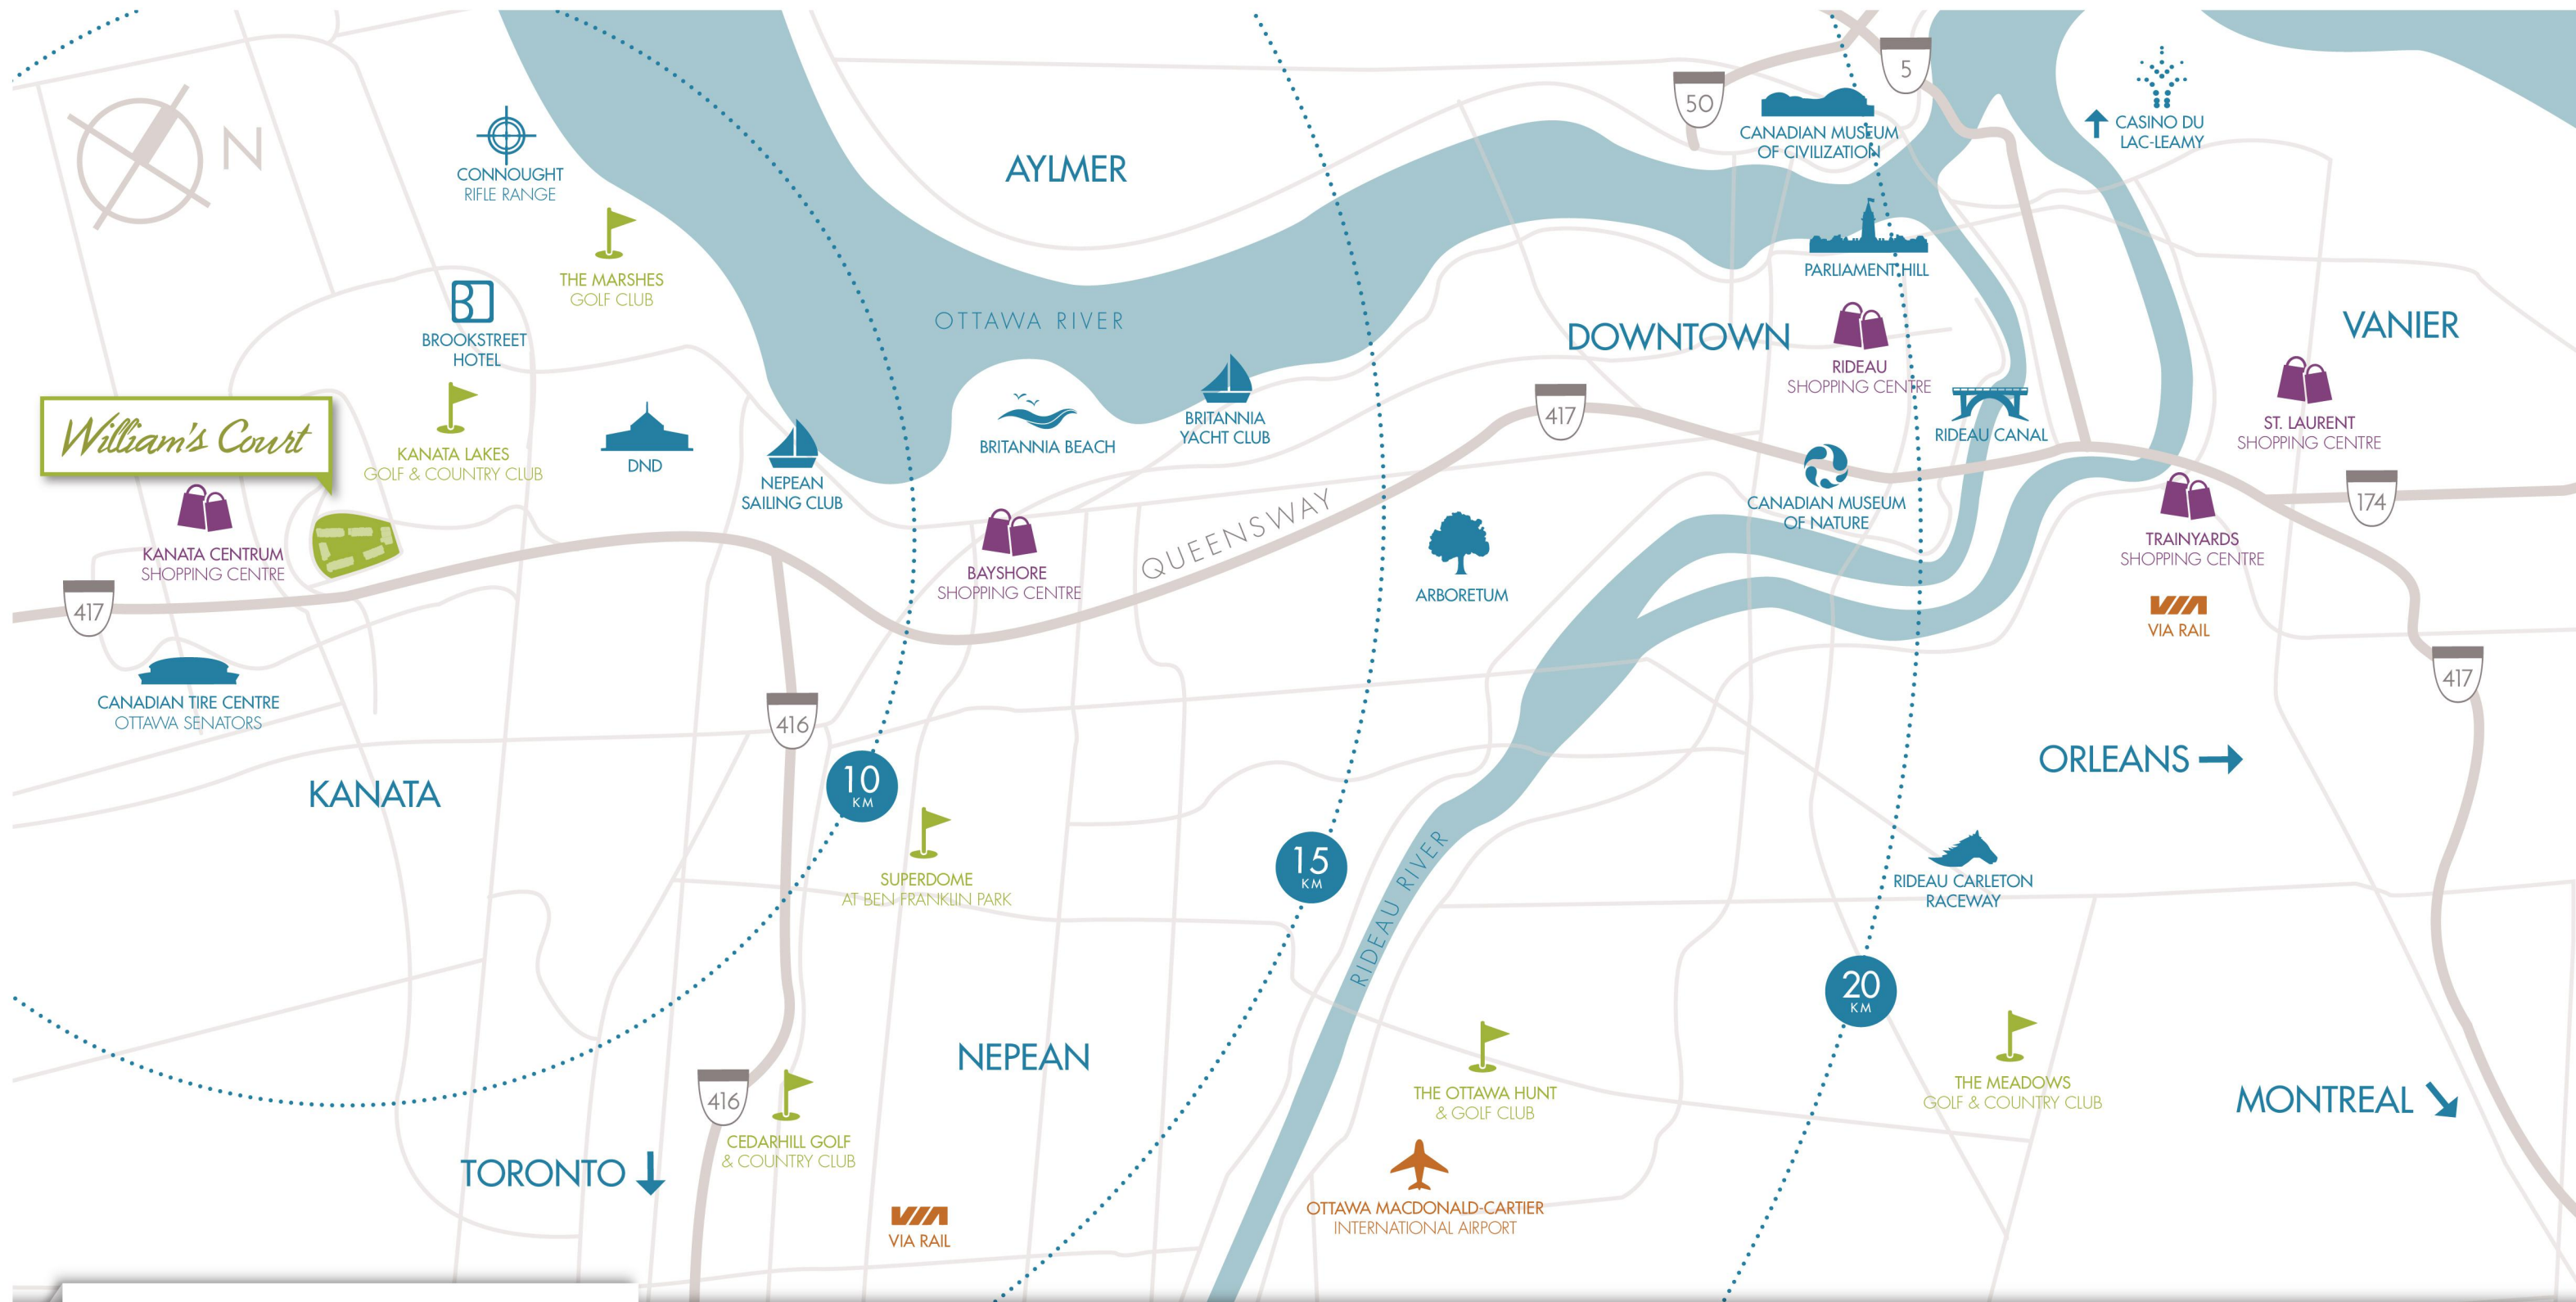 N
CONNOUGHT
RIFLE RANGE
THE MARSHES
GOLF CLUB
BROOKSTREET
HOTEL
William's Court
KANATA LAKES
GOLF & COUNTRY CLUB
DND
NEPEAN
SAILING CLUB
KANATA CENTRUM
SHOPPING CENTRE
417
CANADIAN TIRE CENTRE
OTTAWA SENATORS
KANATA
416
10
KM
AYLMER
OTTAWA RIVER
BRITANNIA BEACH
BRITANNIA
YACHT CLUB
BAYSHORE
SHOPPING CENTRE
QUEENSWAY
50
5
CANADIAN MUSEUM
OF CIVILIZATION
CASINO DU
LAC-LEAMY
PARLIAMENT HILL
DOWNTOWN
RIDEAU
SHOPPING CENTRE
VANIER
417
RIDEAU CANAL
ST. LAURENT
SHOPPING CENTRE
CANADIAN MUSEUM
OF NATURE
174
TRAINYARDS
SHOPPING CENTRE
ARBORETUM
VIA
VIA RAIL
417
ORLEANS
SUPERDOME
AT BEN FRANKLIN PARK
15
KM
RIDEAU RIVER
RIDEAU CARLETON
RACEWAY
20
KM
NEPEAN
416
CEDARHILL GOLF
& COUNTRY CLUB
TORONTO
VIA
VIA RAIL
THE OTTAWA HUNT
& GOLF CLUB
OTTAWA MACDONALD-CARTIER
INTERNATIONAL AIRPORT
THE MEADOWS
GOLF & COUNTRY CLUB
MONTREAL